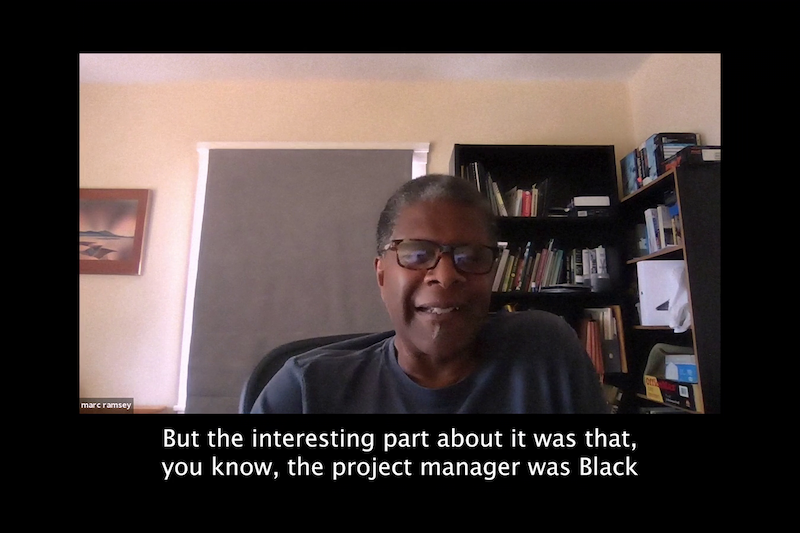 marc ramsey
But the interesting part about it was that,
you know, the project manager was Black